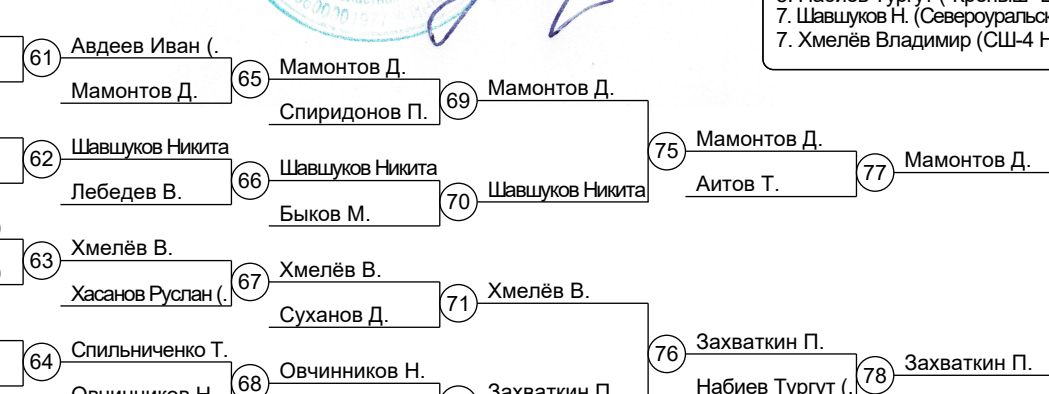 7. Шавшуков Н. (Североуральск
7. Хмелёв Владимир (СШ-4 Н
61
Авдеев Иван (.
Мамонтов Д.
65
Мамонтов Д.
Спиридонов П.
69
Мамонтов Д.
62
Шавшуков Никита
Лебедев В.
66
Шавшуков Никита
Быков М.
70
Шавшуков Никита
75
Мамонтов Д.
Аитов Т.
77
Мамонтов Д.
63
Хмелёв В.
Хасанов Руслан (.
67
Хмелёв В.
Суханов Д.
71
Хмелёв В.
64
Спильниченко Т.
Овчинников Н.
68
Овчинников Н.
Захваткин П.
76
Захваткин П.
Набиев Тургут (.
78
Захваткин П.